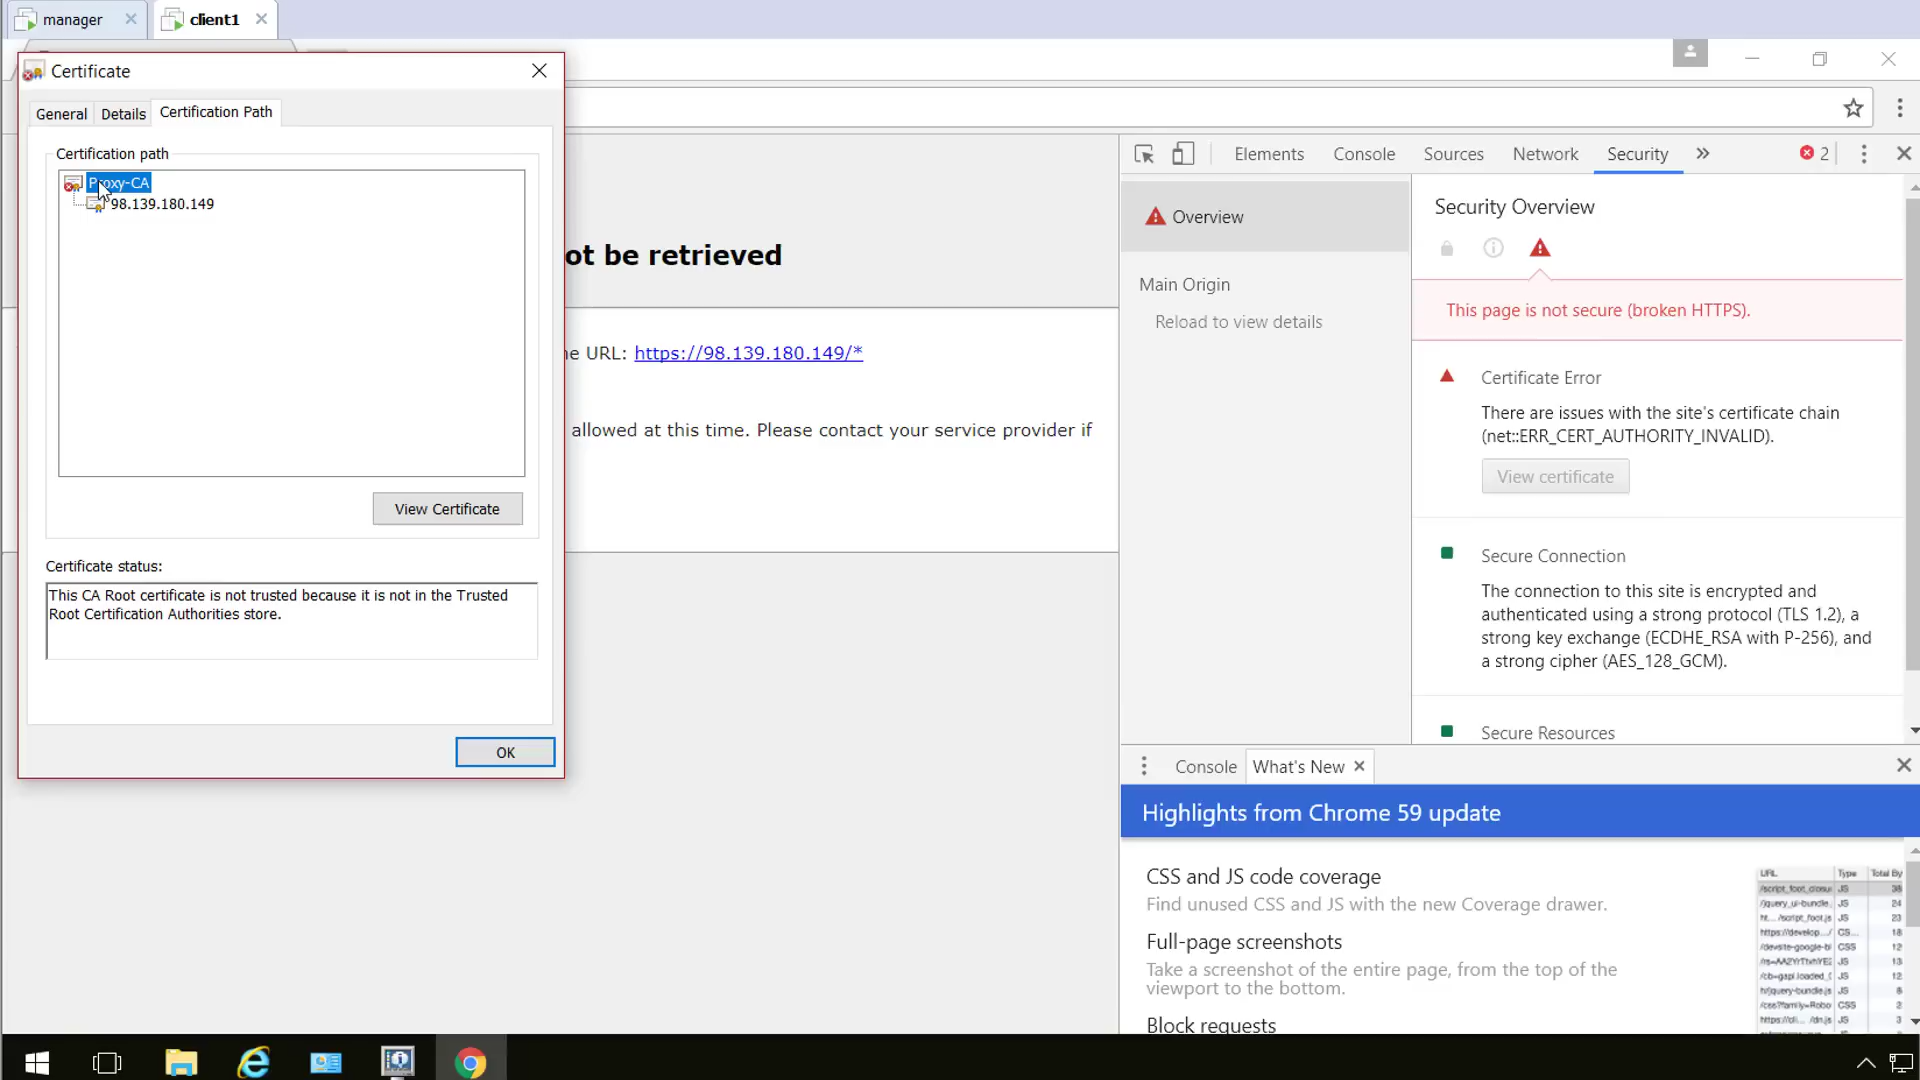 manager
client1
Certificate
General
Details
Certification Path
Certification path
Proxy-CA
98.139.180.149
View Certificate
Certificate status:
This CA Root certificate is not trusted because it is not in the Trusted
Root Certification Authorities store.
OK
ot be retrieved
e URL: https://98.139.180.149/*
allowed at this time. Please contact your service provider if
Elements
Console
Sources
Network
Security
2
Overview
Main Origin
Reload to view details
Security Overview
This page is not secure (broken HTTPS).
Certificate Error
There are issues with the site's certificate chain
(net::ERR_CERT_AUTHORITY_INVALID).
View certificate
Secure Connection
The connection to this site is encrypted and
authenticated using a strong protocol (TLS 1.2), a
strong key exchange (ECDHE_RSA with P-256), and
a strong cipher (AES_128_GCM).
Secure Resources
Console
What's New
Highlights from Chrome 59 update
CSS and JS code coverage
Find unused CSS and JS with the new Coverage drawer.
Full-page screenshots
Take a screenshot of the entire page, from the top of the
viewport to the bottom.
Block requests
URL Type Total By